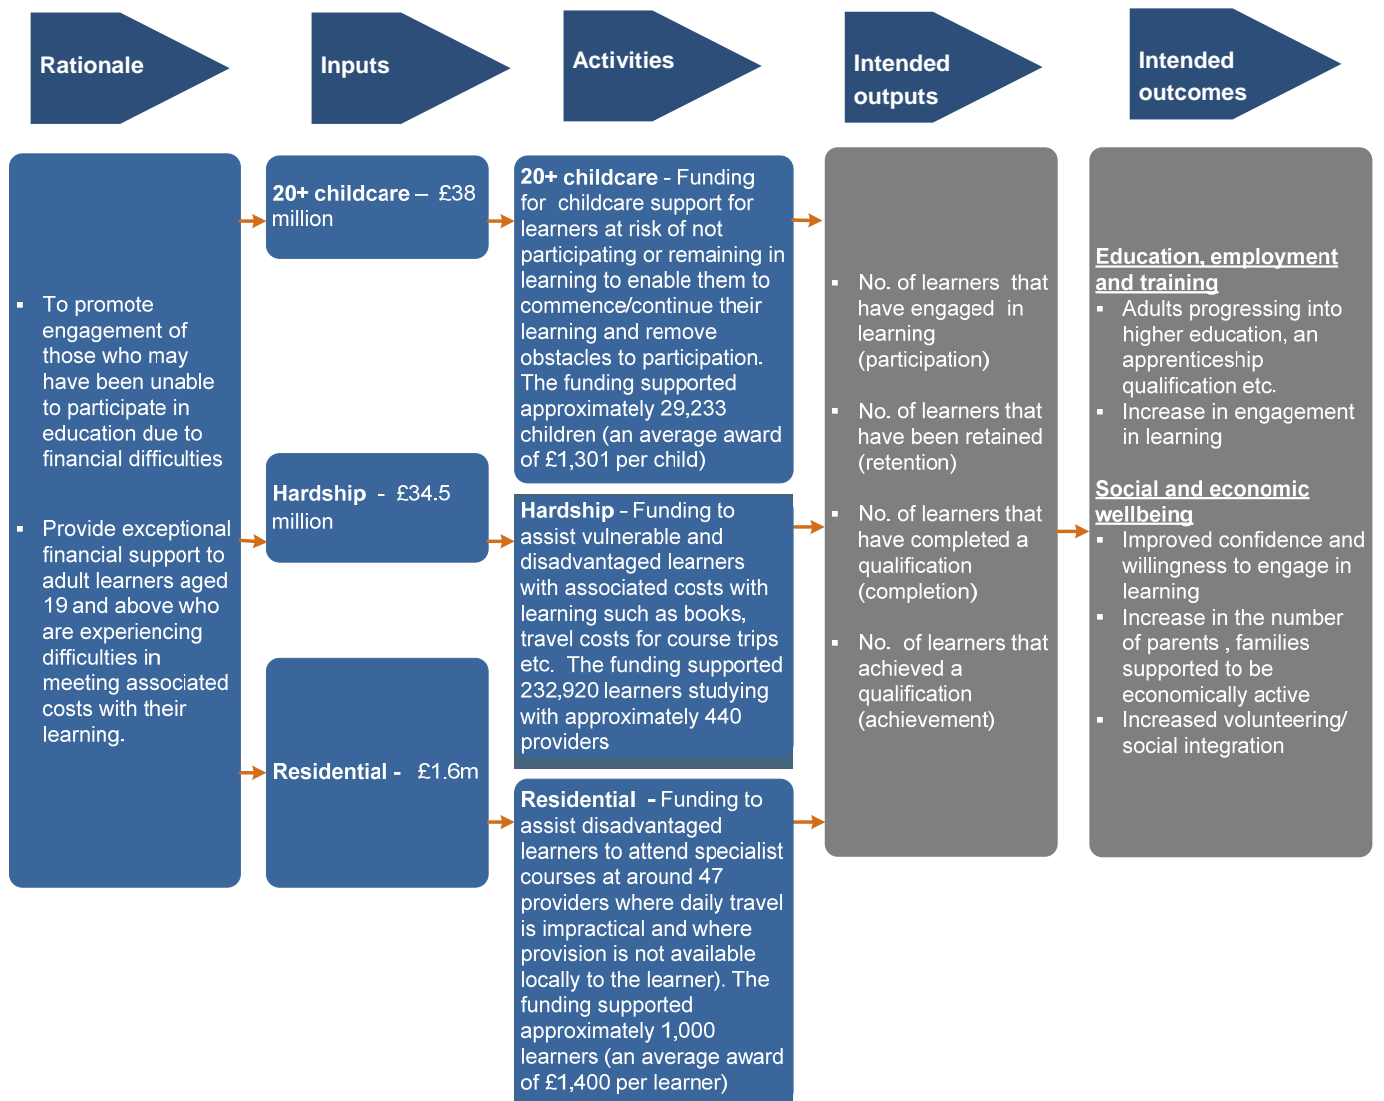 Rationale
Inputs
Activities
Intended
outputs
Intended
outcomes
▪ To promote
engagement of
those who may
have been unable
to participate in
education due to
financial difficulties
▪ Provide exceptional
financial support to
adult learners aged
19 and above who
are experiencing
difficulties in
meeting associated
costs with their
learning.
20+ childcare – £38
million
Hardship - £34.5
million
Residential - £1.6m
20+ childcare - Funding
for childcare support for
learners at risk of not
participating or remaining in
learning to enable them to
commence/continue their
learning and remove
obstacles to participation.
The funding supported
approximately 29,233
children (an average award
of £1,301 per child)
Hardship - Funding to
assist vulnerable and
disadvantaged learners
with associated costs with
learning such as books,
travel costs for course trips
etc. The funding supported
232,920 learners studying
with approximately 440
providers
Residential - Funding to
assist disadvantaged
learners to attend specialist
courses at around 47
providers where daily travel
is impractical and where
provision is not available
locally to the learner). The
funding supported
approximately 1,000
learners (an average award
of £1,400 per learner)
▪ No. of learners that
have engaged in
learning
(participation)
▪ No. of learners that
have been retained
(retention)
▪ No. of learners that
have completed a
qualification
(completion)
▪ No. of learners that
achieved a
qualification
(achievement)
Education, employment
and training
▪ Adults progressing into
higher education, an
apprenticeship
qualification etc.
▪ Increase in engagement
in learning
Social and economic
wellbeing
▪ Improved confidence and
willingness to engage in
learning
▪ Increase in the number
of parents , families
supported to be
economically active
▪ Increased volunteering/
social integration